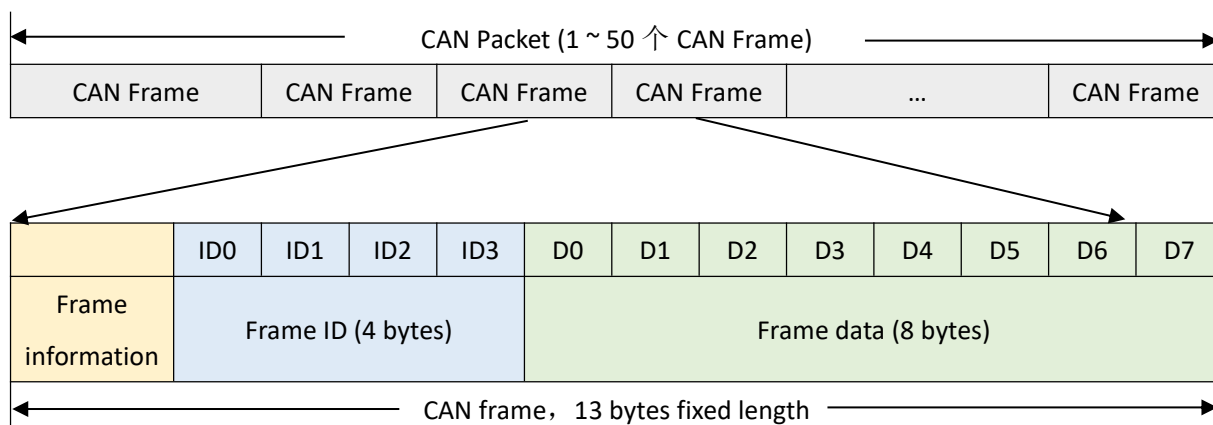 CAN Packet (1 ~ 50 个 CAN Frame)
CAN Frame CAN Frame CAN Frame CAN Frame ... CAN Frame
ID0 ID1 ID2 ID3 D0 D1 D2 D3 D4 D5 D6 D7
Frame
information
Frame ID (4 bytes)
Frame data (8 bytes)
CAN frame，13 bytes fixed length